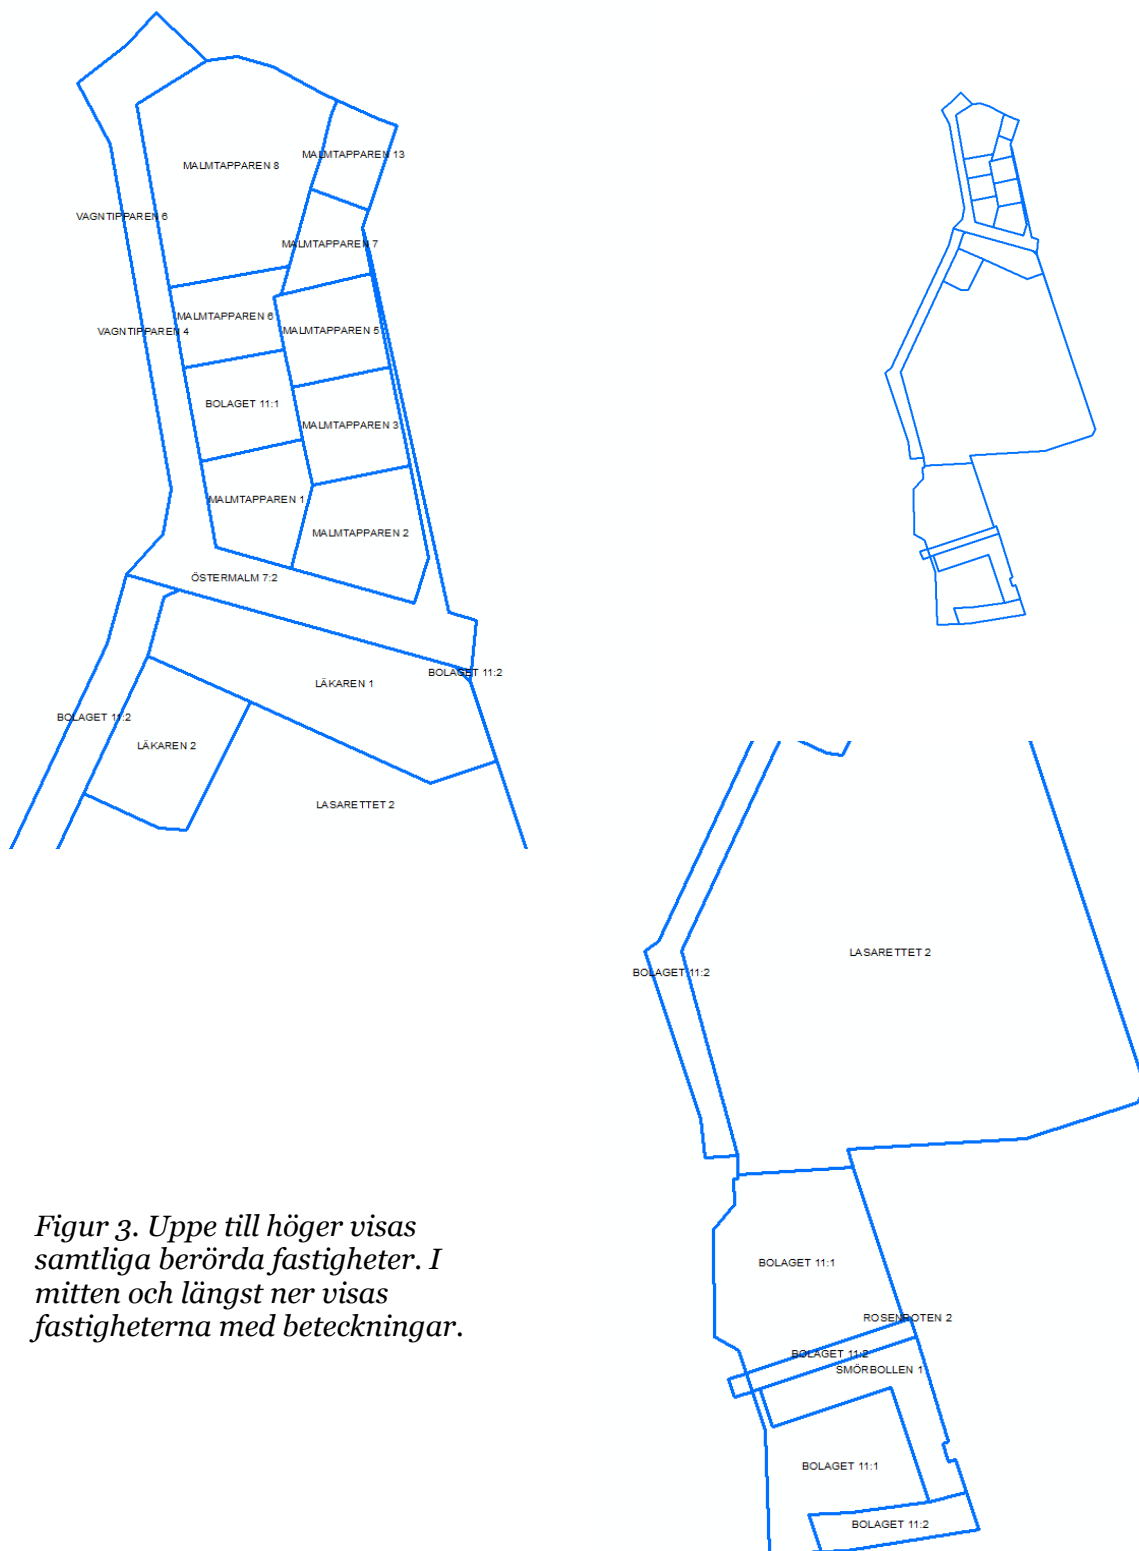 MALMTAPPAREN 13
MALMTAPPAREN 8
VAGNTIPPAREN 6
MALMTAPPAREN 7
MALMTAPPAREN 6
VAGNTIPPAREN 4
MALMTAPPAREN 5
BOLAGET 11:1
MALMTAPPAREN 3
MALMTAPPAREN 1
MALMTAPPAREN 2
ÖSTERMALM 7:2
BOLAGET 11:2
LÄKAREN 1
BOLAGET 11:2
LÄKAREN 2
LASARETTET 2
LASARETTET 2
BOLAGET 11:2
BOLAGET 11:1
ROSENROTEN 2
BOLAGET 11:2
SMÖRBOLLEN 1
BOLAGET 11:1
BOLAGET 11:2
Figur 3. Uppe till höger visas
samtliga berörda fastigheter. I
mitten och längst ner visas
fastigheterna med beteckningar.